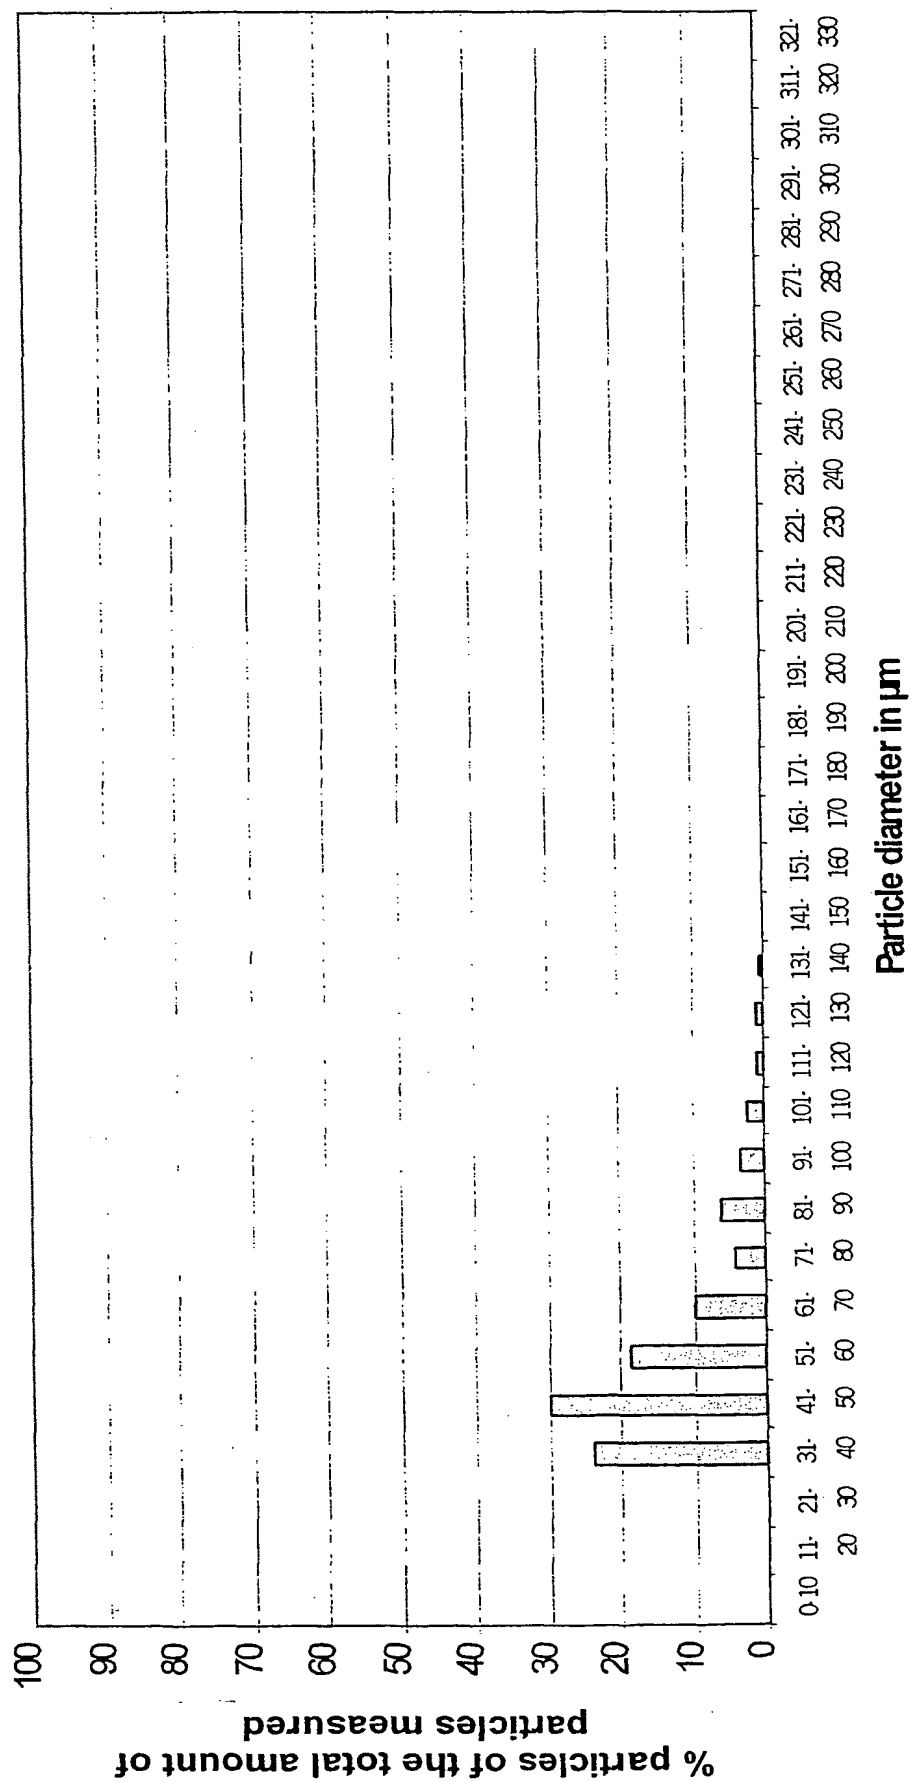 % particles of the total amount of
particles measured
100
90
80
70
60
50
40
30
20
10
0
0-10 11- 21- 31- 41- 51- 61- 71- 81- 91- 101- 111- 121- 131- 141- 151- 161- 171- 181- 191- 201- 211- 221- 231- 241- 251- 261- 271- 281- 291- 301- 311- 321-
20 30 40 50 60 70 80 90 100 110 120 130 140 150 160 170 180 190 200 210 220 230 240 250 260 270 280 290 300 310 320 330
Particle diameter in µm